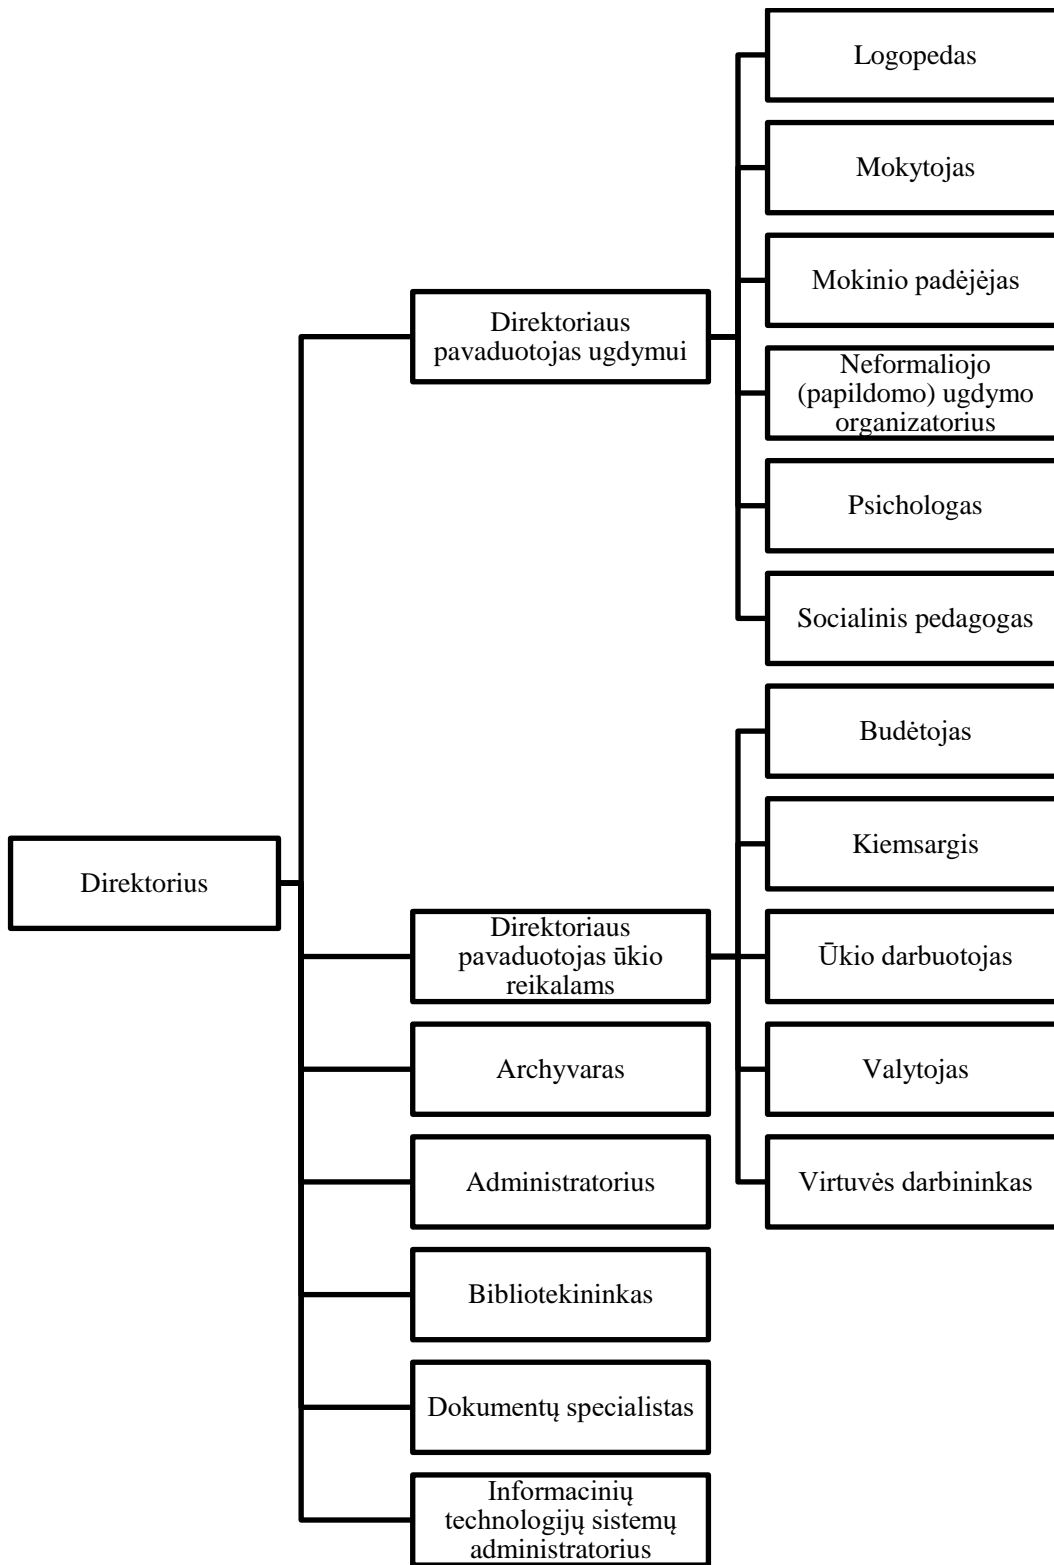 Logopedas
Mokytojas
Mokinio padėjėjas
Direktoriaus
pavaduotojas ugdymui
Neformaliojo
(papildomo) ugdymo
organizatorius
Psichologas
Socialinis pedagogas
Budėtojas
Kiemsargis
Direktorius
Direktoriaus
pavaduotojas ūkio
reikalams
Ūkio darbuotojas
Archyvaras
Valytojas
Administratorius
Virtuvės darbininkas
Bibliotekininkas
Dokumentų specialistas
Informacinių
technologijų sistemų
administratorius